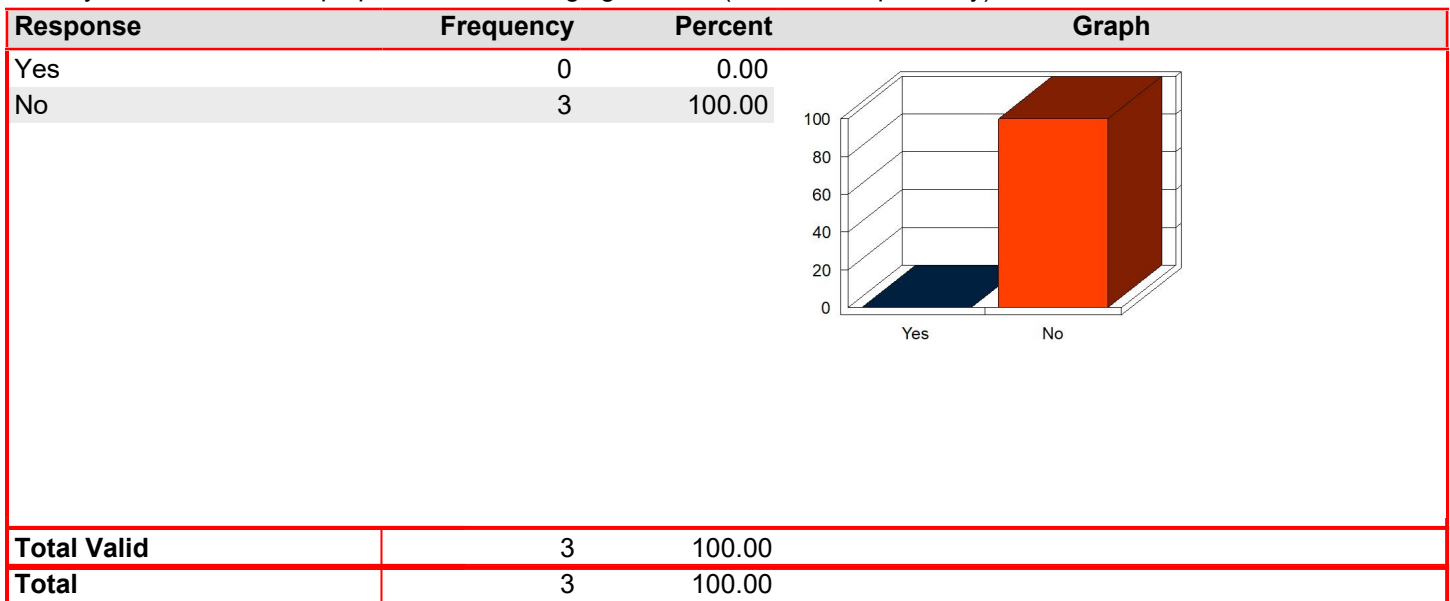 Response Frequency Percent Graph
Yes 0 0.00
No 3 100.00
100
80
60
40
20
0
Yes No
Total Valid 3 100.00
Total 3 100.00